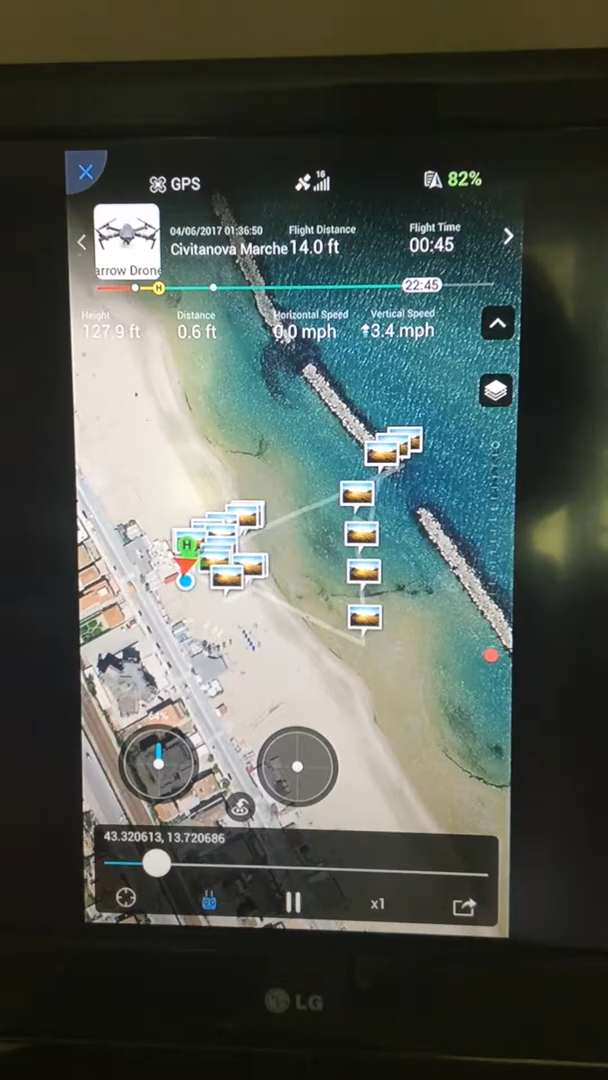 GPS
16
82%
04/06/2017 01:36:50
Flight Distance
Flight Time
Civitanova Marche
14.0 ft
00:45
arrow Drone
H
22:45
Height
Distance
Horizontal Speed
Vertical Speed
127.9 ft
0.6 ft
0.0 mph
3.4 mph
H
43.320613, 13.720686
x1
LG